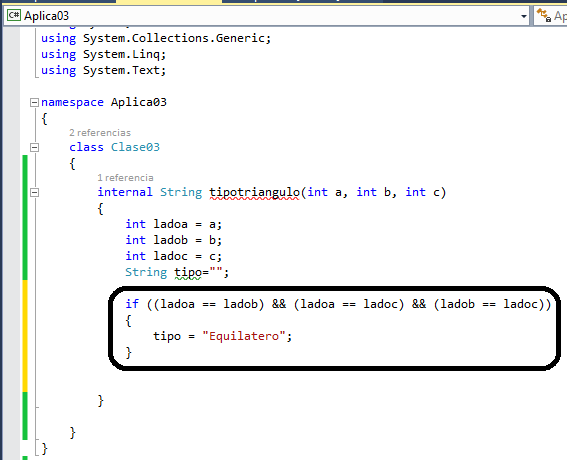 C# Aplica03
Ap
using System.Collections.Generic;
using System.Linq;
using System.Text;
namespace Aplica03
{
2 referencias
class Clase03
{
1 referencia
internal String tipotriangulo(int a, int b, int c)
{
int ladoa = a;
int ladob = b;
int ladoc = c;
String tipo="";
if ((ladoa == ladob) && (ladoa == ladoc) && (ladob == ladoc))
{
tipo = "Equilatero";
}
}
}
}